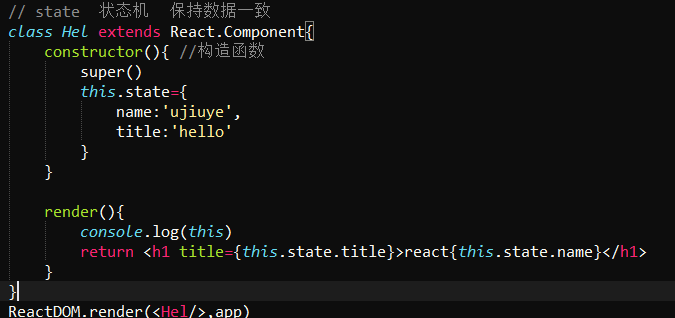 // state  状态机  保持数据一致
class Hel extends React.Component{
    constructor(){ //构造函数
        super()
        this.state={
            name:'ujiuye',
            title:'hello'
        }
    }

    render(){
        console.log(this)
        return <h1 title={this.state.title}>react{this.state.name}</h1>
    }
}
ReactDOM.render(<Hel/>,app)